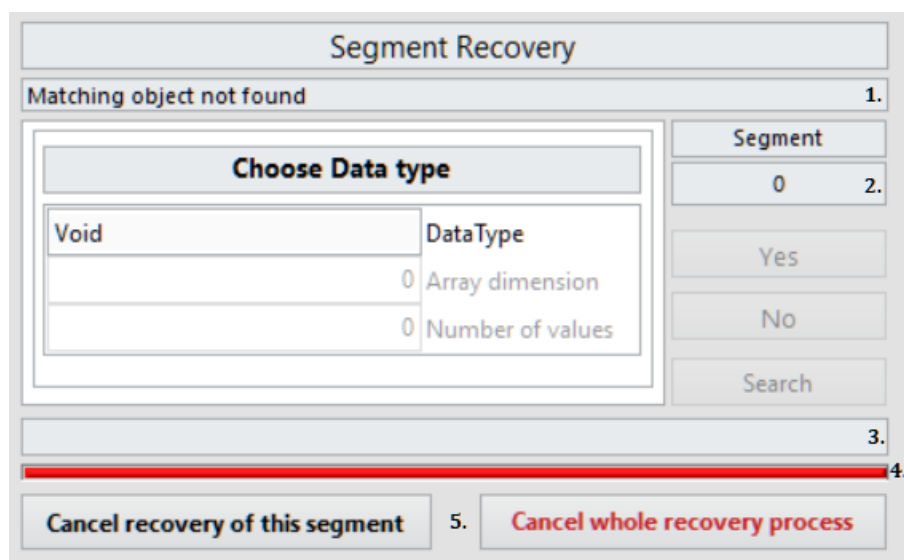 Segment Recovery
Matching object not found 1.
Segment
Choose Data type
0 2.
Void DataType
0 Array dimension
0 Number of values
Yes
No
Search
3.
4.
Cancel recovery of this segment 5. Cancel whole recovery process